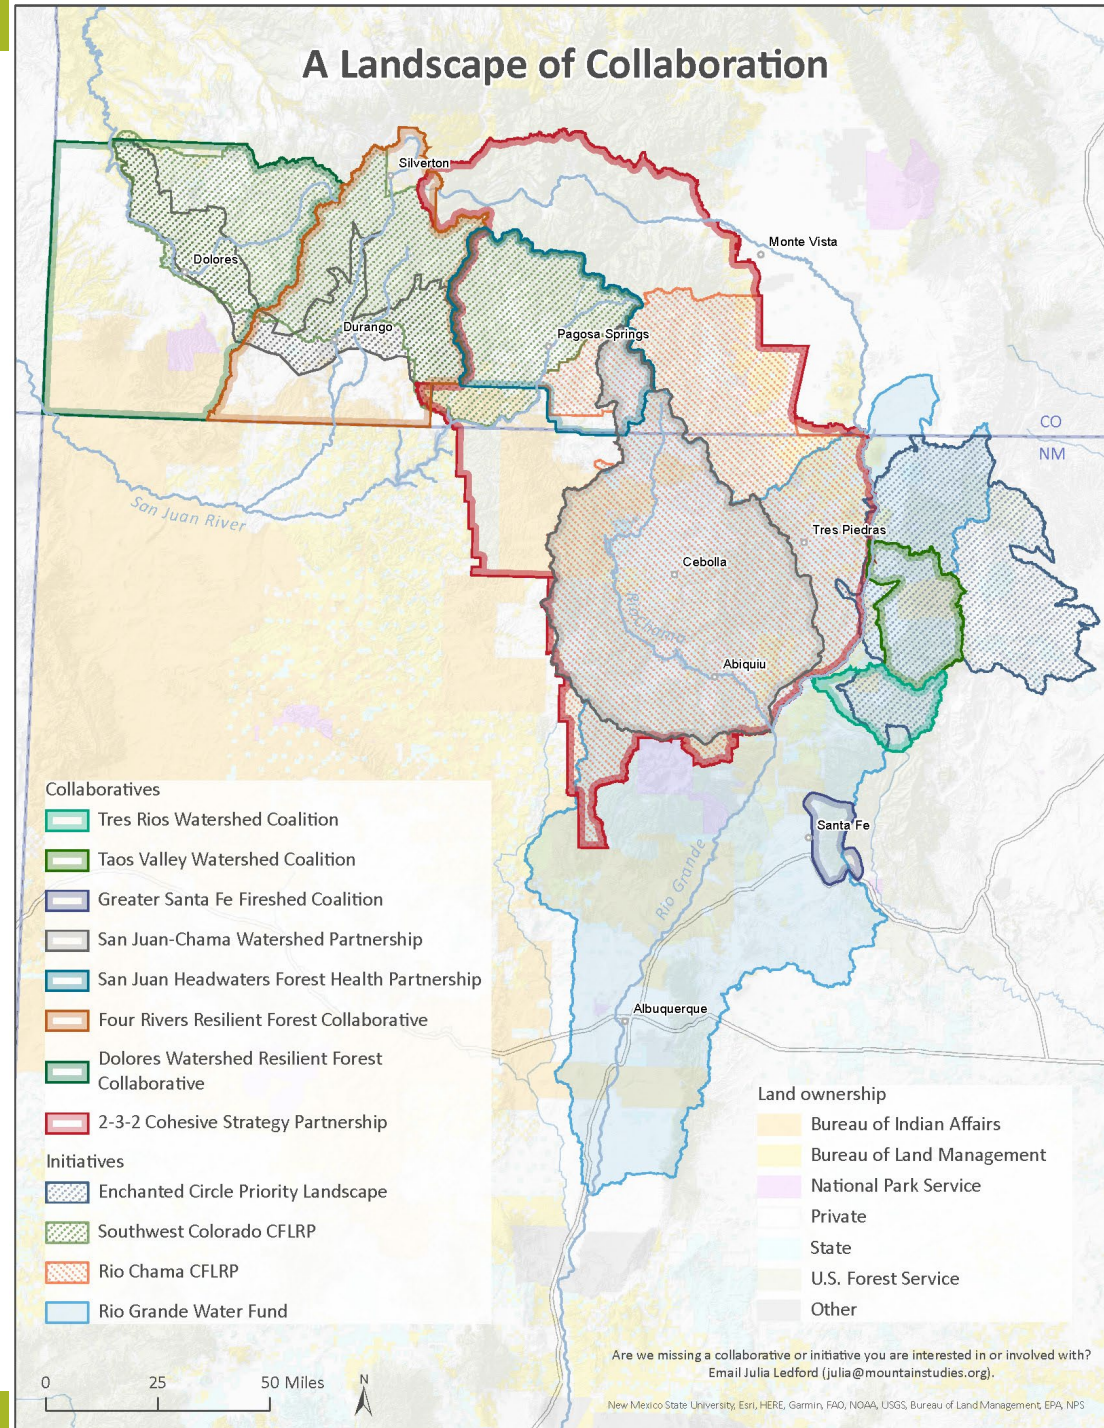 A Landscape of Collaboration
Silverton
Monte Vista
Dolores
Durango
Pagosa Springs
CO
NM
San Juan River
Tres Piedras
Cebolla
Rio Chama
Abiquiu
Santa Fe
Rio Grande
Albuquerque
Collaboratives
Tres Rios Watershed Coalition
Taos Valley Watershed Coalition
Greater Santa Fe Fireshed Coalition
San Juan-Chama Watershed Partnership
San Juan Headwaters Forest Health Partnership
Four Rivers Resilient Forest Collaborative
Dolores Watershed Resilient Forest
Collaborative
2-3-2 Cohesive Strategy Partnership
Initiatives
Enchanted Circle Priority Landscape
Southwest Colorado CFLRP
Rio Chama CFLRP
Rio Grande Water Fund
Land ownership
Bureau of Indian Affairs
Bureau of Land Management
National Park Service
Private
State
U.S. Forest Service
Other
Are we missing a collaborative or initiative you are interested in or involved with?
Email Julia Ledford (julia@mountainstudies.org).
0 25 50 Miles
N
New Mexico State University, Esri, HERE, Garmin, FAO, NOAA, USGS, Bureau of Land Management, EPA, NPS